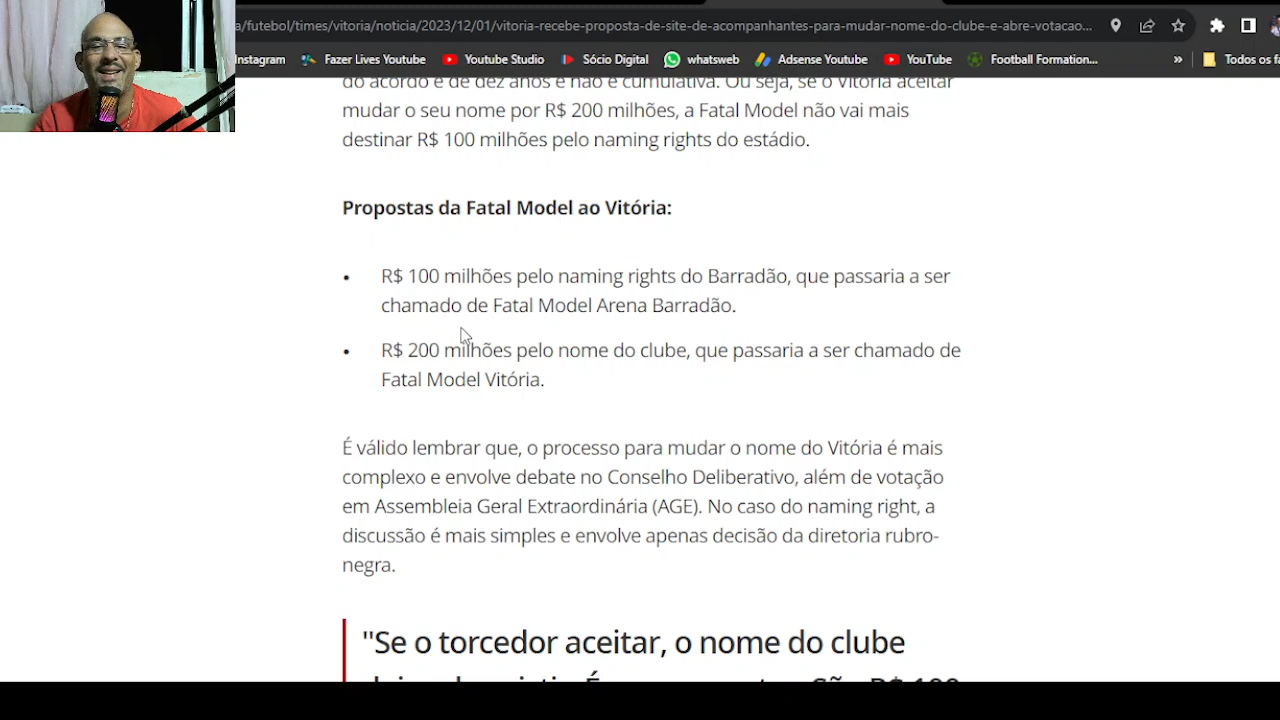 a/futebol/times/vitoria/noticia/2023/12/01/vitoria-recebe-proposta-de-site-de-acompanhantes-para-mudar-nome-do-clube-e-abre-votacao...
nstagram Fazer Lives Youtube Youtube Studio Sócio Digital whatsweb Adsense Youtube YouTube Football Formation... » Todos os fa
do acordo é de dez anos e não é cumulativa. Ou seja, se o Vitória aceitar
mudar o seu nome por R$ 200 milhões, a Fatal Model não vai mais
destinar R$ 100 milhões pelo naming rights do estádio.
Propostas da Fatal Model ao Vitória:
• R$ 100 milhões pelo naming rights do Barradão, que passaria a ser
chamado de Fatal Model Arena Barradão.
• R$ 200 milhões pelo nome do clube, que passaria a ser chamado de
Fatal Model Vitória.
É válido lembrar que, o processo para mudar o nome do Vitória é mais
complexo e envolve debate no Conselho Deliberativo, além de votação
em Assembleia Geral Extraordinária (AGE). No caso do naming right, a
discussão é mais simples e envolve apenas decisão da diretoria rubro-
negra.
"Se o torcedor aceitar, o nome do clube